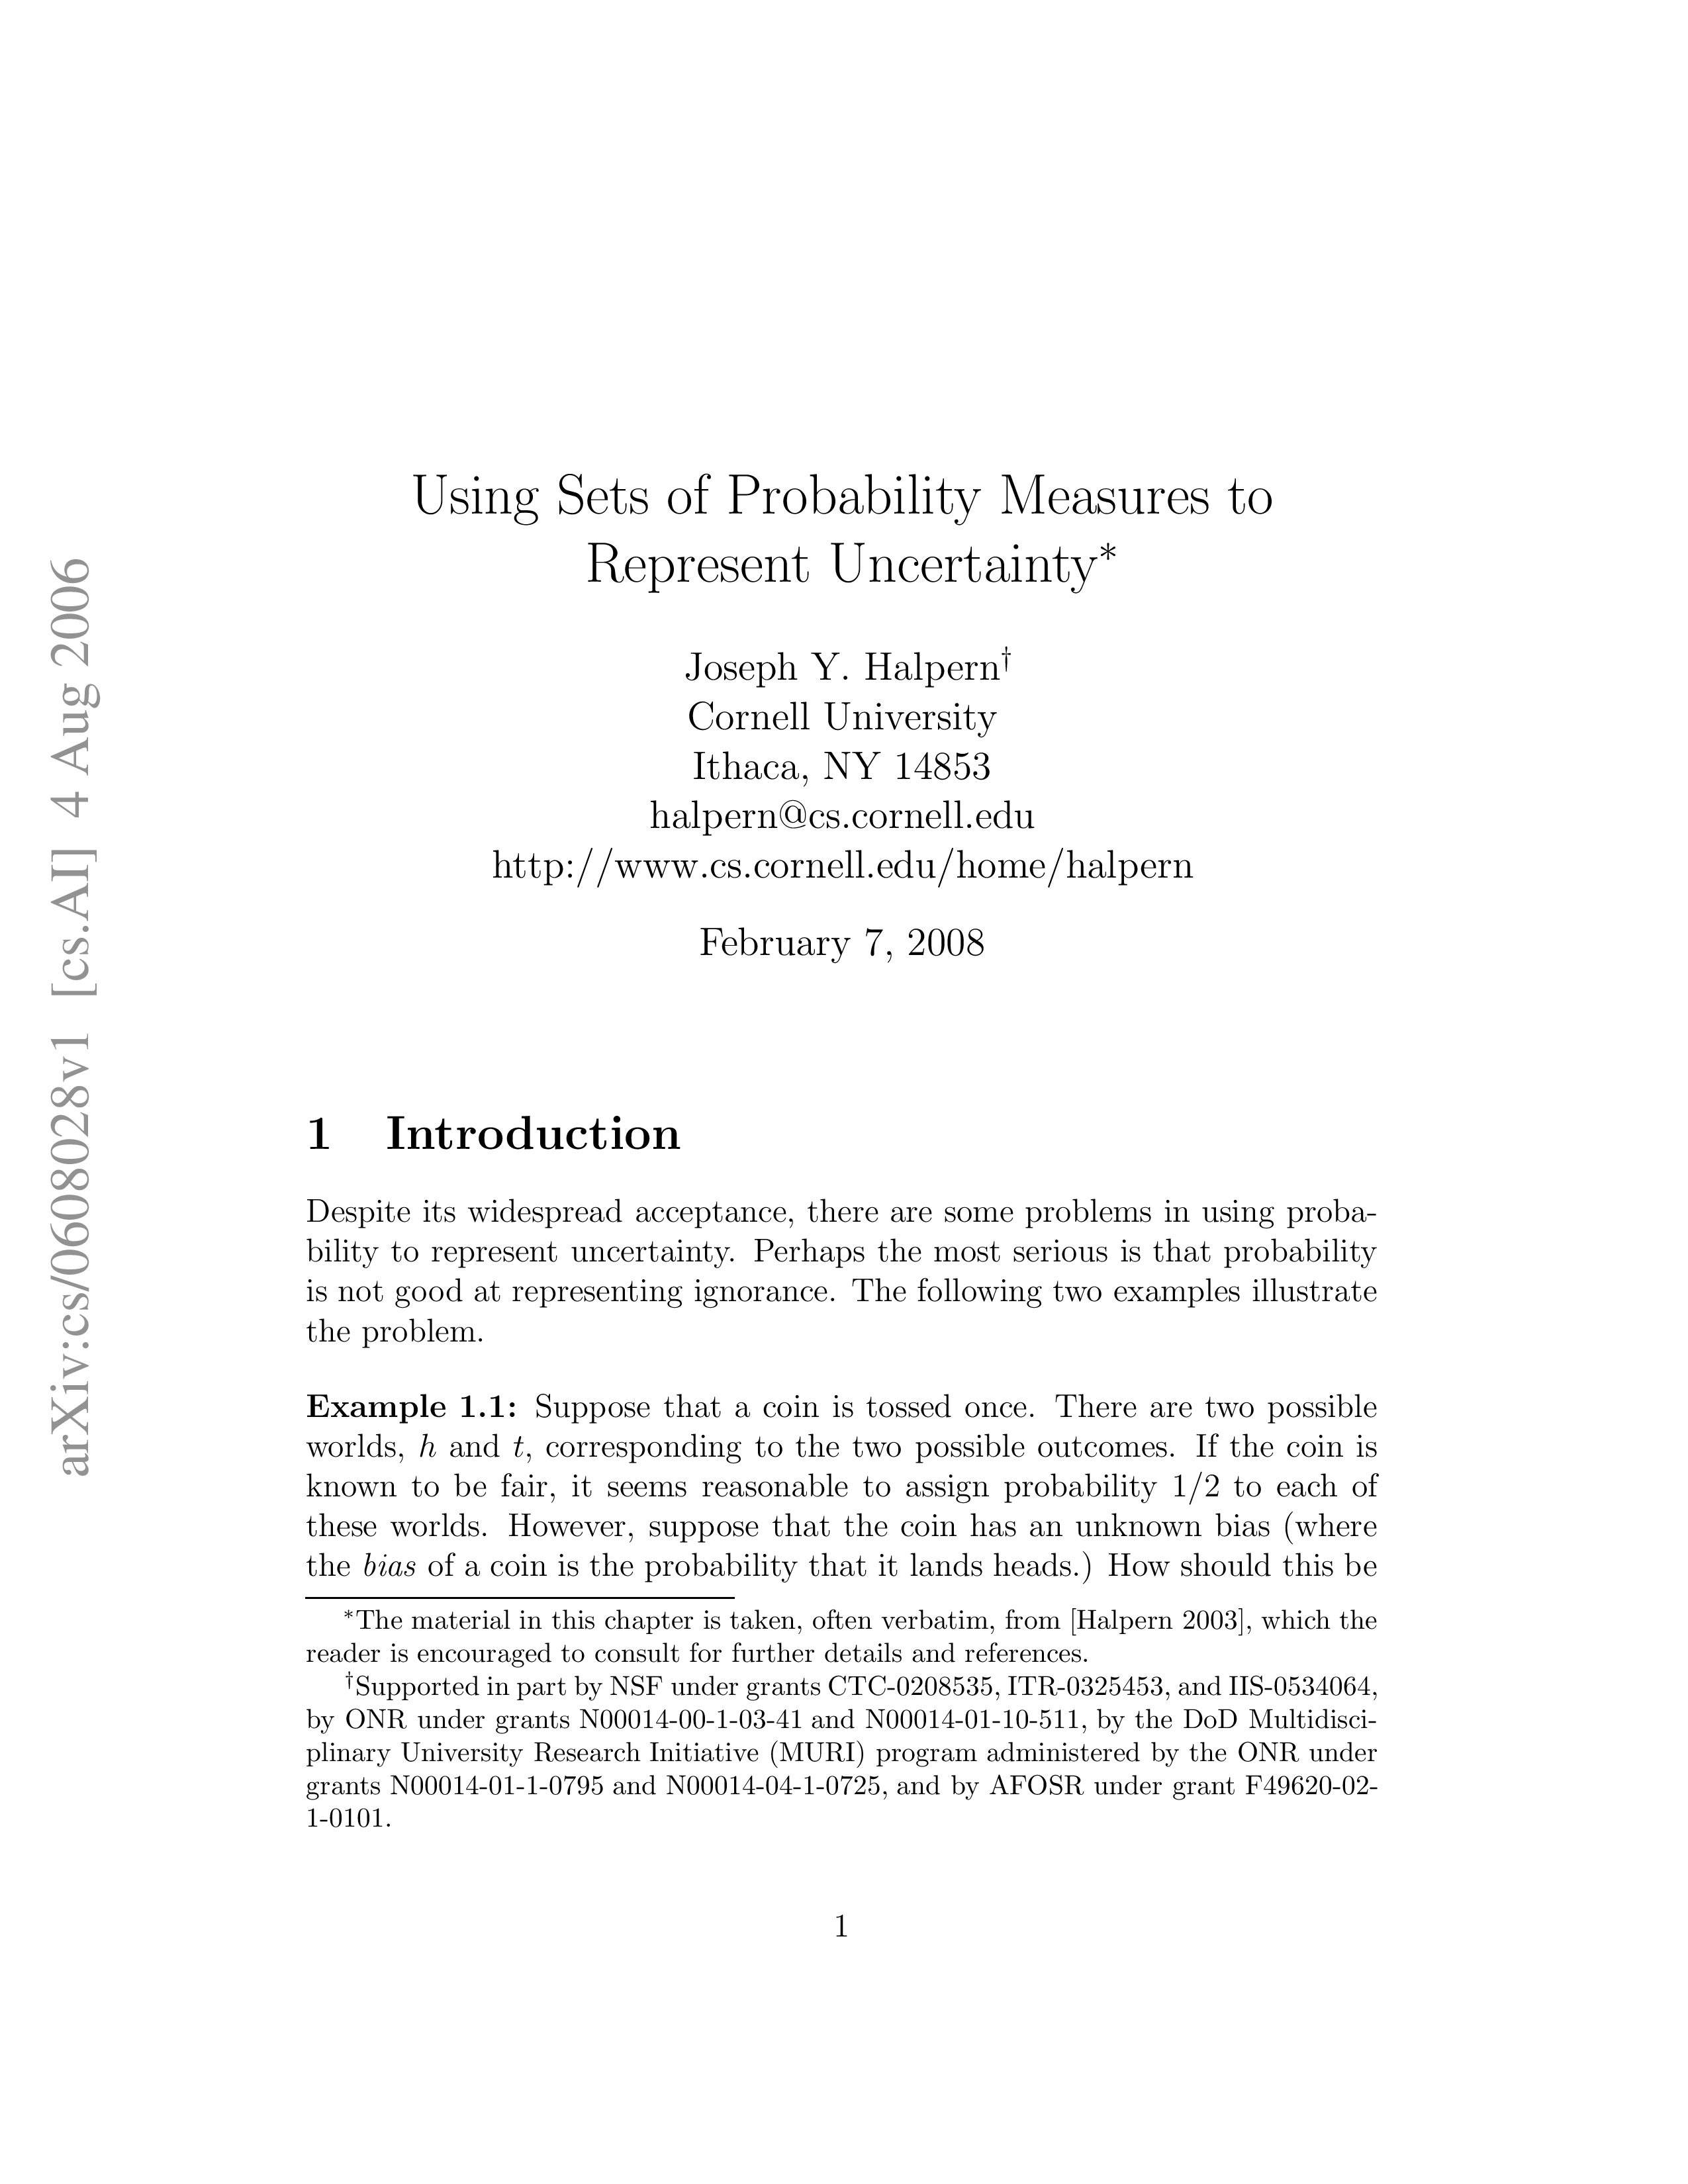 Using Sets of Probability Measures to
Represent Uncertainty*
Joseph Y. Halpern†
Cornell University
Ithaca, NY 14853
halpern@cs.cornell.edu
http://www.cs.cornell.edu/home/halpern
February 7, 2008
arXiv:cs/0608028v1 [cs.AI] 4 Aug 2006
1 Introduction
Despite its widespread acceptance, there are some problems in using proba-
bility to represent uncertainty. Perhaps the most serious is that probability
is not good at representing ignorance. The following two examples illustrate
the problem.
Example 1.1: Suppose that a coin is tossed once. There are two possible
worlds, h and t, corresponding to the two possible outcomes. If the coin is
known to be fair, it seems reasonable to assign probability 1/2 to each of
these worlds. However, suppose that the coin has an unknown bias (where
the bias of a coin is the probability that it lands heads.) How should this be
*The material in this chapter is taken, often verbatim, from [Halpern 2003], which the
reader is encouraged to consult for further details and references.
†Supported in part by NSF under grants CTC-0208535, ITR-0325453, and IIS-0534064,
by ONR under grants N00014-00-1-03-41 and N00014-01-10-511, by the DoD Multidisci-
plinary University Research Initiative (MURI) program administered by the ONR under
grants N00014-01-1-0795 and N00014-04-1-0725, and by AFOSR under grant F49620-02-
1-0101.
1